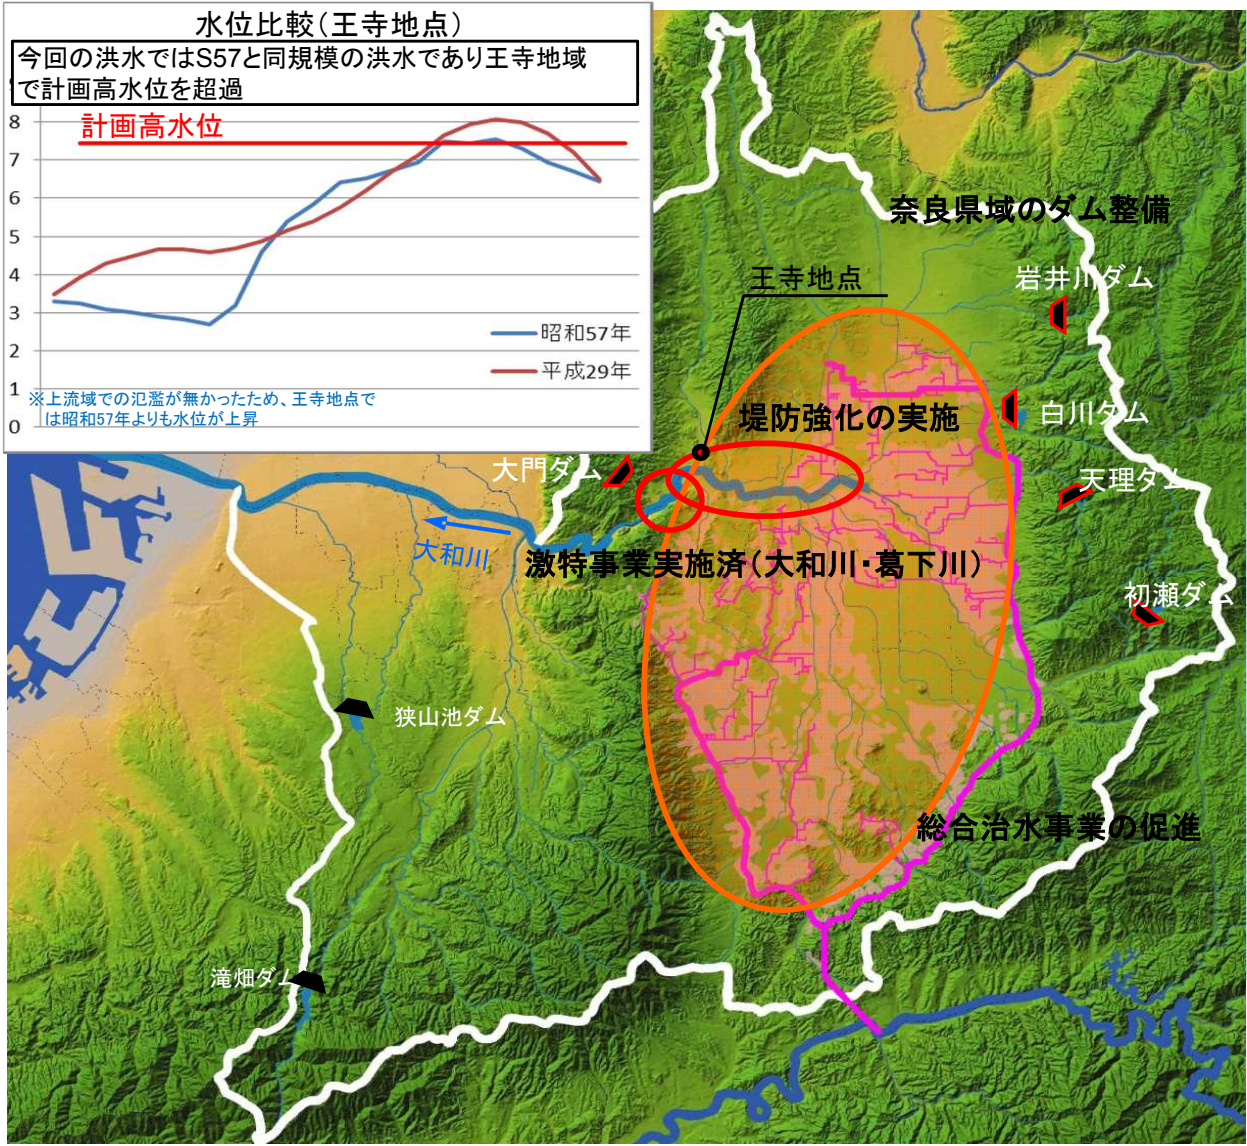 水位比較(王寺地点)
今回の洪水ではS57と同規模の洪水であり王寺地域
で計画高水位を超過
8
計画高水位
7
6
5
4
3
2
1
0
昭和57年
平成29年
※上流域での氾濫が無かったため、王寺地点で
は昭和57年よりも水位が上昇
奈良県域のダム整備
王寺地点
岩井川ダム
堤防強化の実施
白川ダム
大門ダム
天理ダム
大和川
激特事業実施済(大和川・葛下川)
初瀬ダム
狭山池ダム
総合治水事業の促進
滝畑ダム